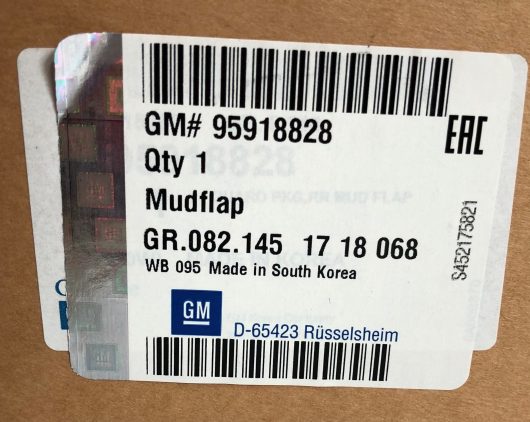 GM# 95918828
EAC
Qty 1
Mudflap
GR.082.145 17 18 068
WB 095 Made in South Korea
S452175821
GM
D-65423 Rüsselsheim